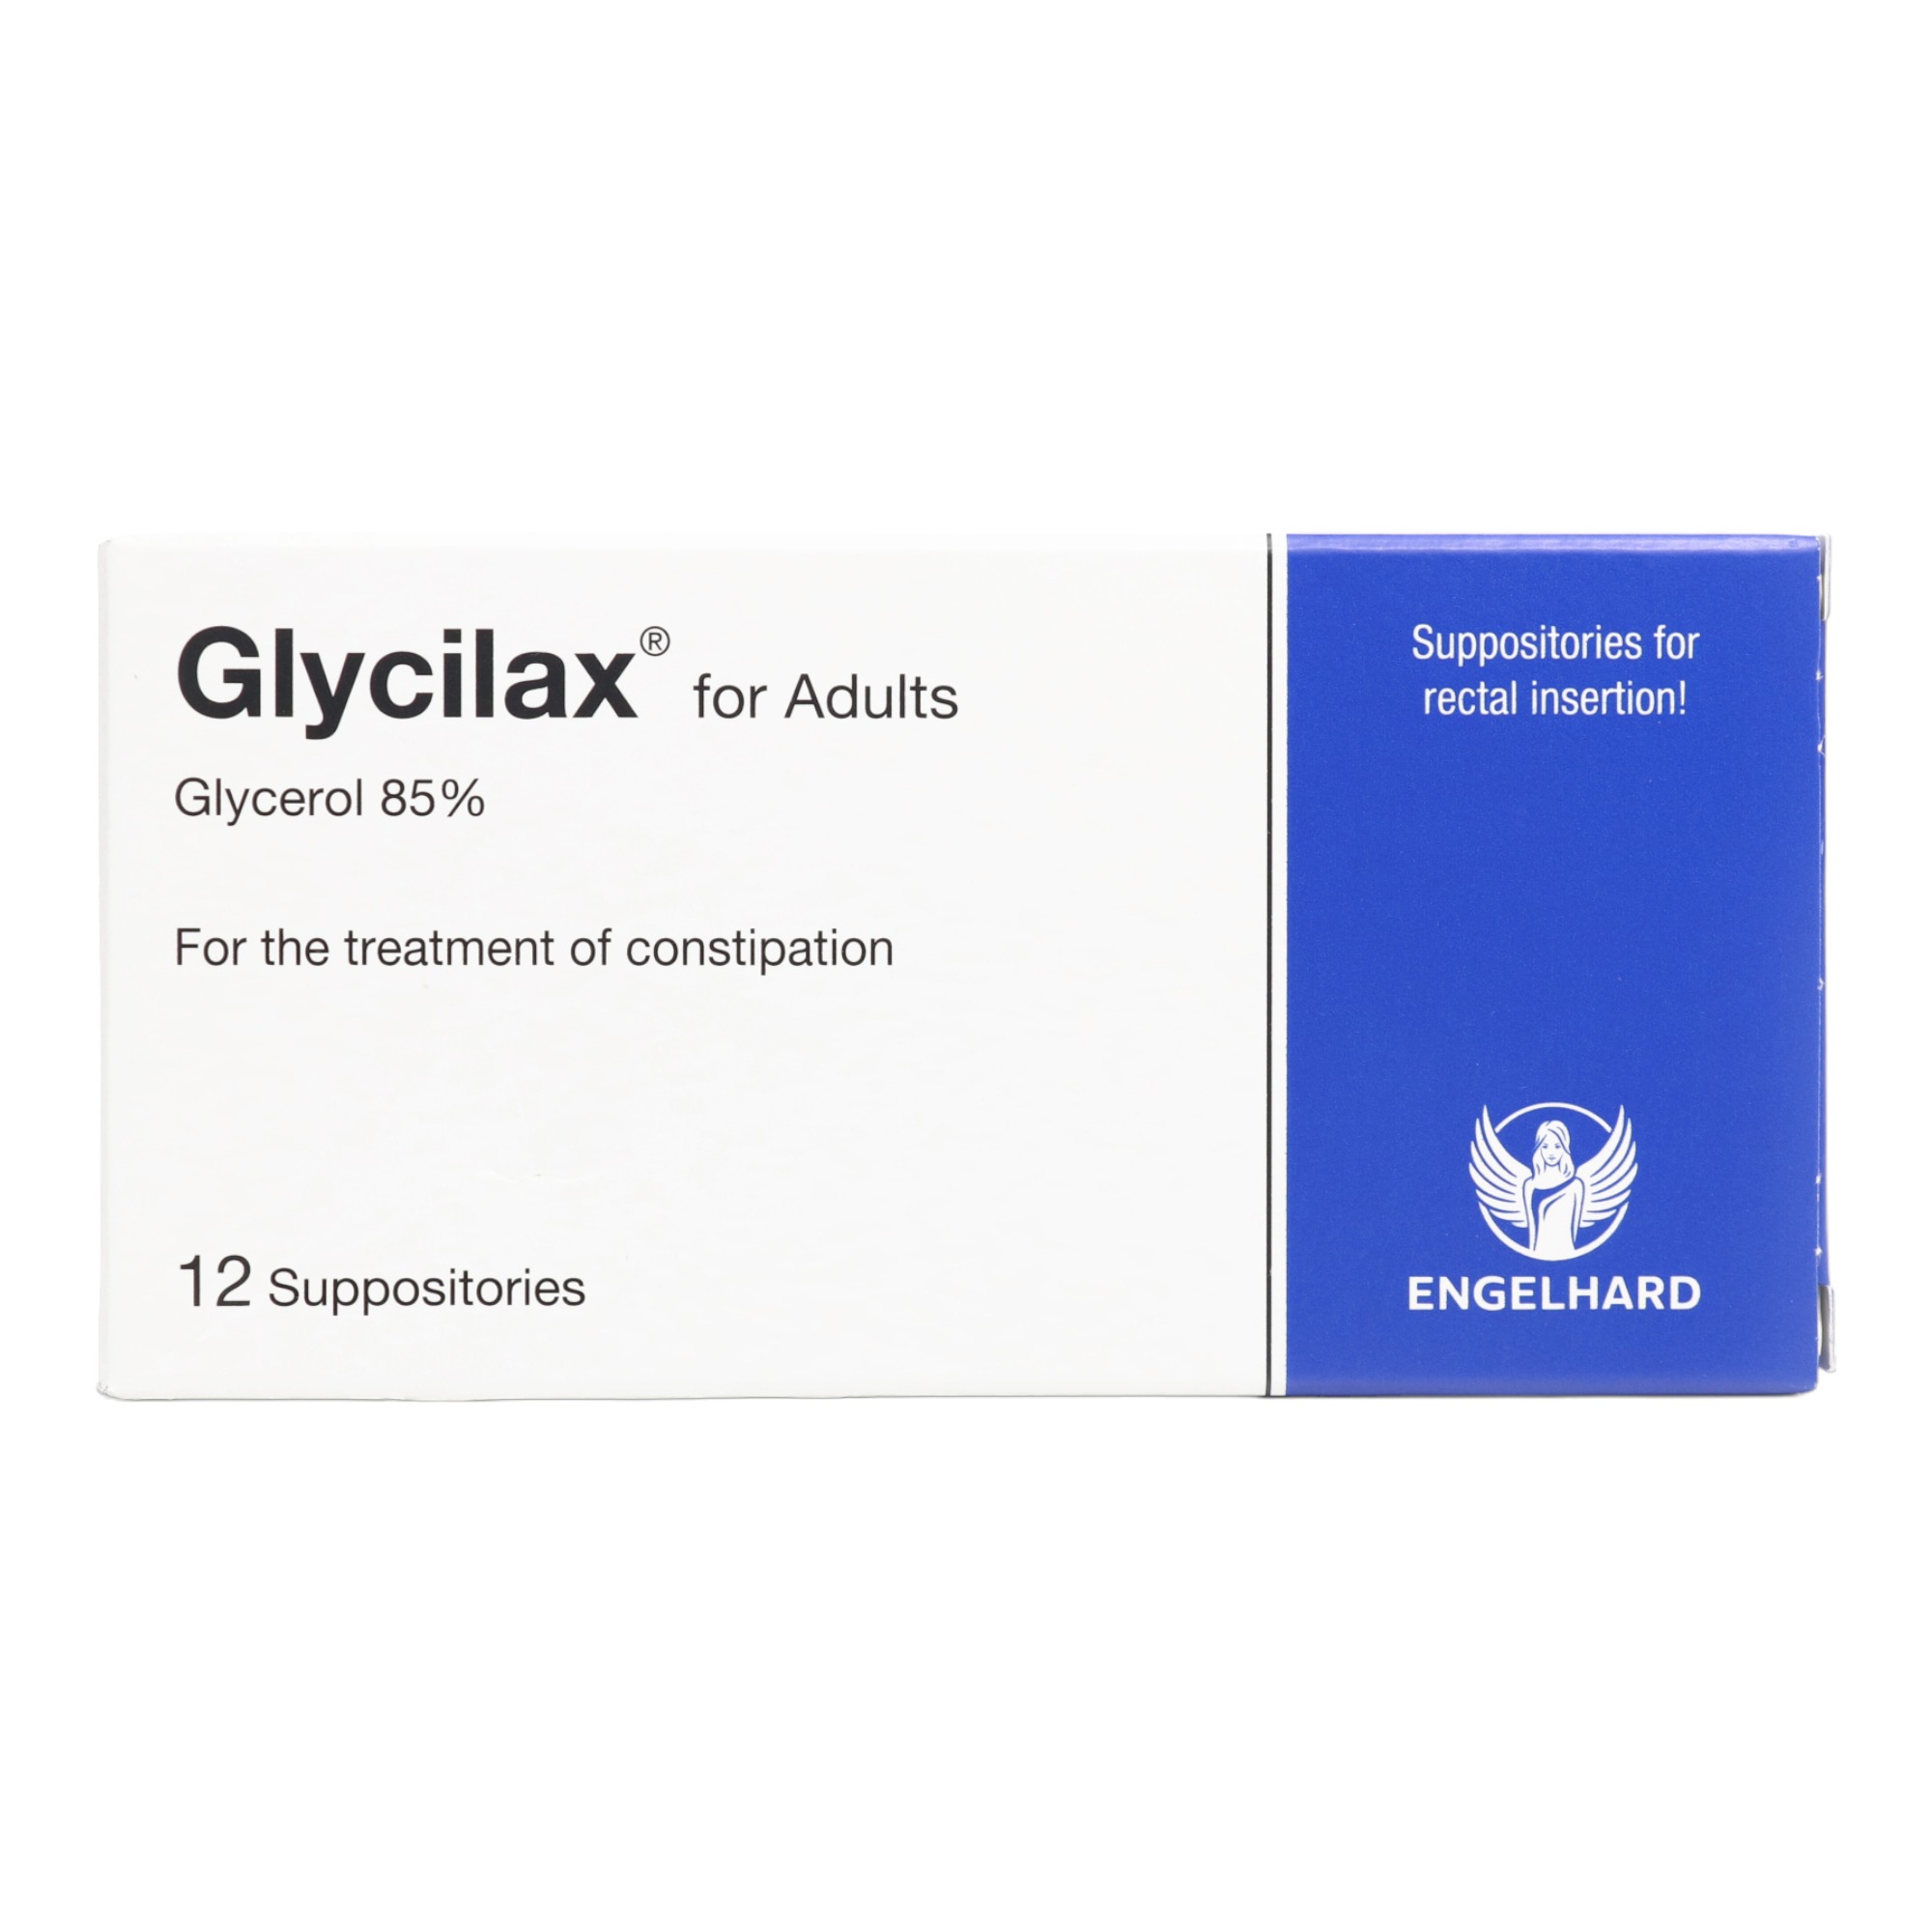 Glycilax® for Adults
Glycerol 85%
For the treatment of constipation
12 Suppositories
Suppositories for
rectal insertion!
ENGELHARD